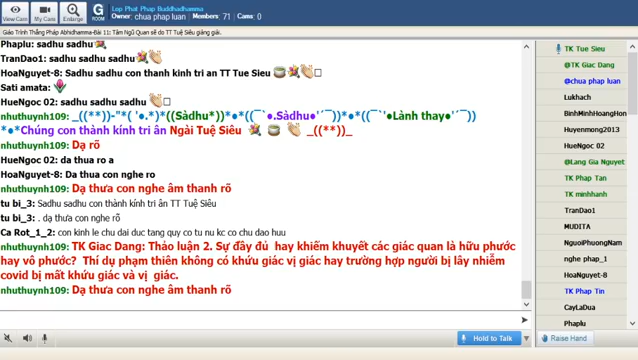 View Cam
My Cams
Enlarge
G
ROOM
Lop Phat Phap Buddhadhamma
Owner: chua phap luan Members: 71 Cams: 0
Giáo Trình Thắng Pháp Abhidhamma-Bài 11: Tâm Ngũ Quan sẽ do TT Tuệ Siêu giảng giải.
Phaplu: sadhu sadhu
TranDao1: sadhu sadhu sadhu
HoaNguyet-8: Sadhu sadhu con thanh kinh tri an TT Tue Sieu
Sati amata:
HueNgoc 02: sadhu sadhu
nhuthuynh109: _((**))-"*( '●.*)*((Sàdhu*))*●*((¯`●.Sàdhu●'´¯))*●*((¯`'●Lành thay●'´¯))
*●*Chúng con thành kính tri ân Ngài Tuệ Siêu _((**))_
nhuthuynh109: Dạ rõ
HueNgoc 02: da thua ro a
HoaNguyet-8: Da thua con nghe ro
nhuthuynh109: Dạ thưa con nghe âm thanh rõ
tu bi_3: Sadhu sadhu con thành kính tri ân TT Tuệ Siêu
tu bi_3: . dạ thưa con nghe rõ
Ca Rot_1_2: con kinh le chu dai duc tang quy co tu nu kc co chu dao huu
nhuthuynh109: TK Giac Dang: Thảo luận 2. Sự đầy đủ hay khiếm khuyết các giác quan là hữu phước
hay vô phước? Thí dụ phạm thiên không có khứu giác vị giác hay trường hợp người bị lây nhiễm
covid bị mất khứu giác và vị giác.
nhuthuynh109: Dạ thưa con nghe âm thanh rõ
Hold to Talk
TK Tue Sieu
@TK Giac Dang
@chua phap luan
Lukhach
BinhMinhHoangHon
Huyenmong2013
HueNgoc 02
@Lang Gia Nguyet
TK Phap Tan
TK minhhanh
TranDao1
MUDITA
NguoiPhuongNam
nghe phap_1
HoaNguyet-8
TK Phap Tin
CayLaDua
Phaplu
Raise Hand